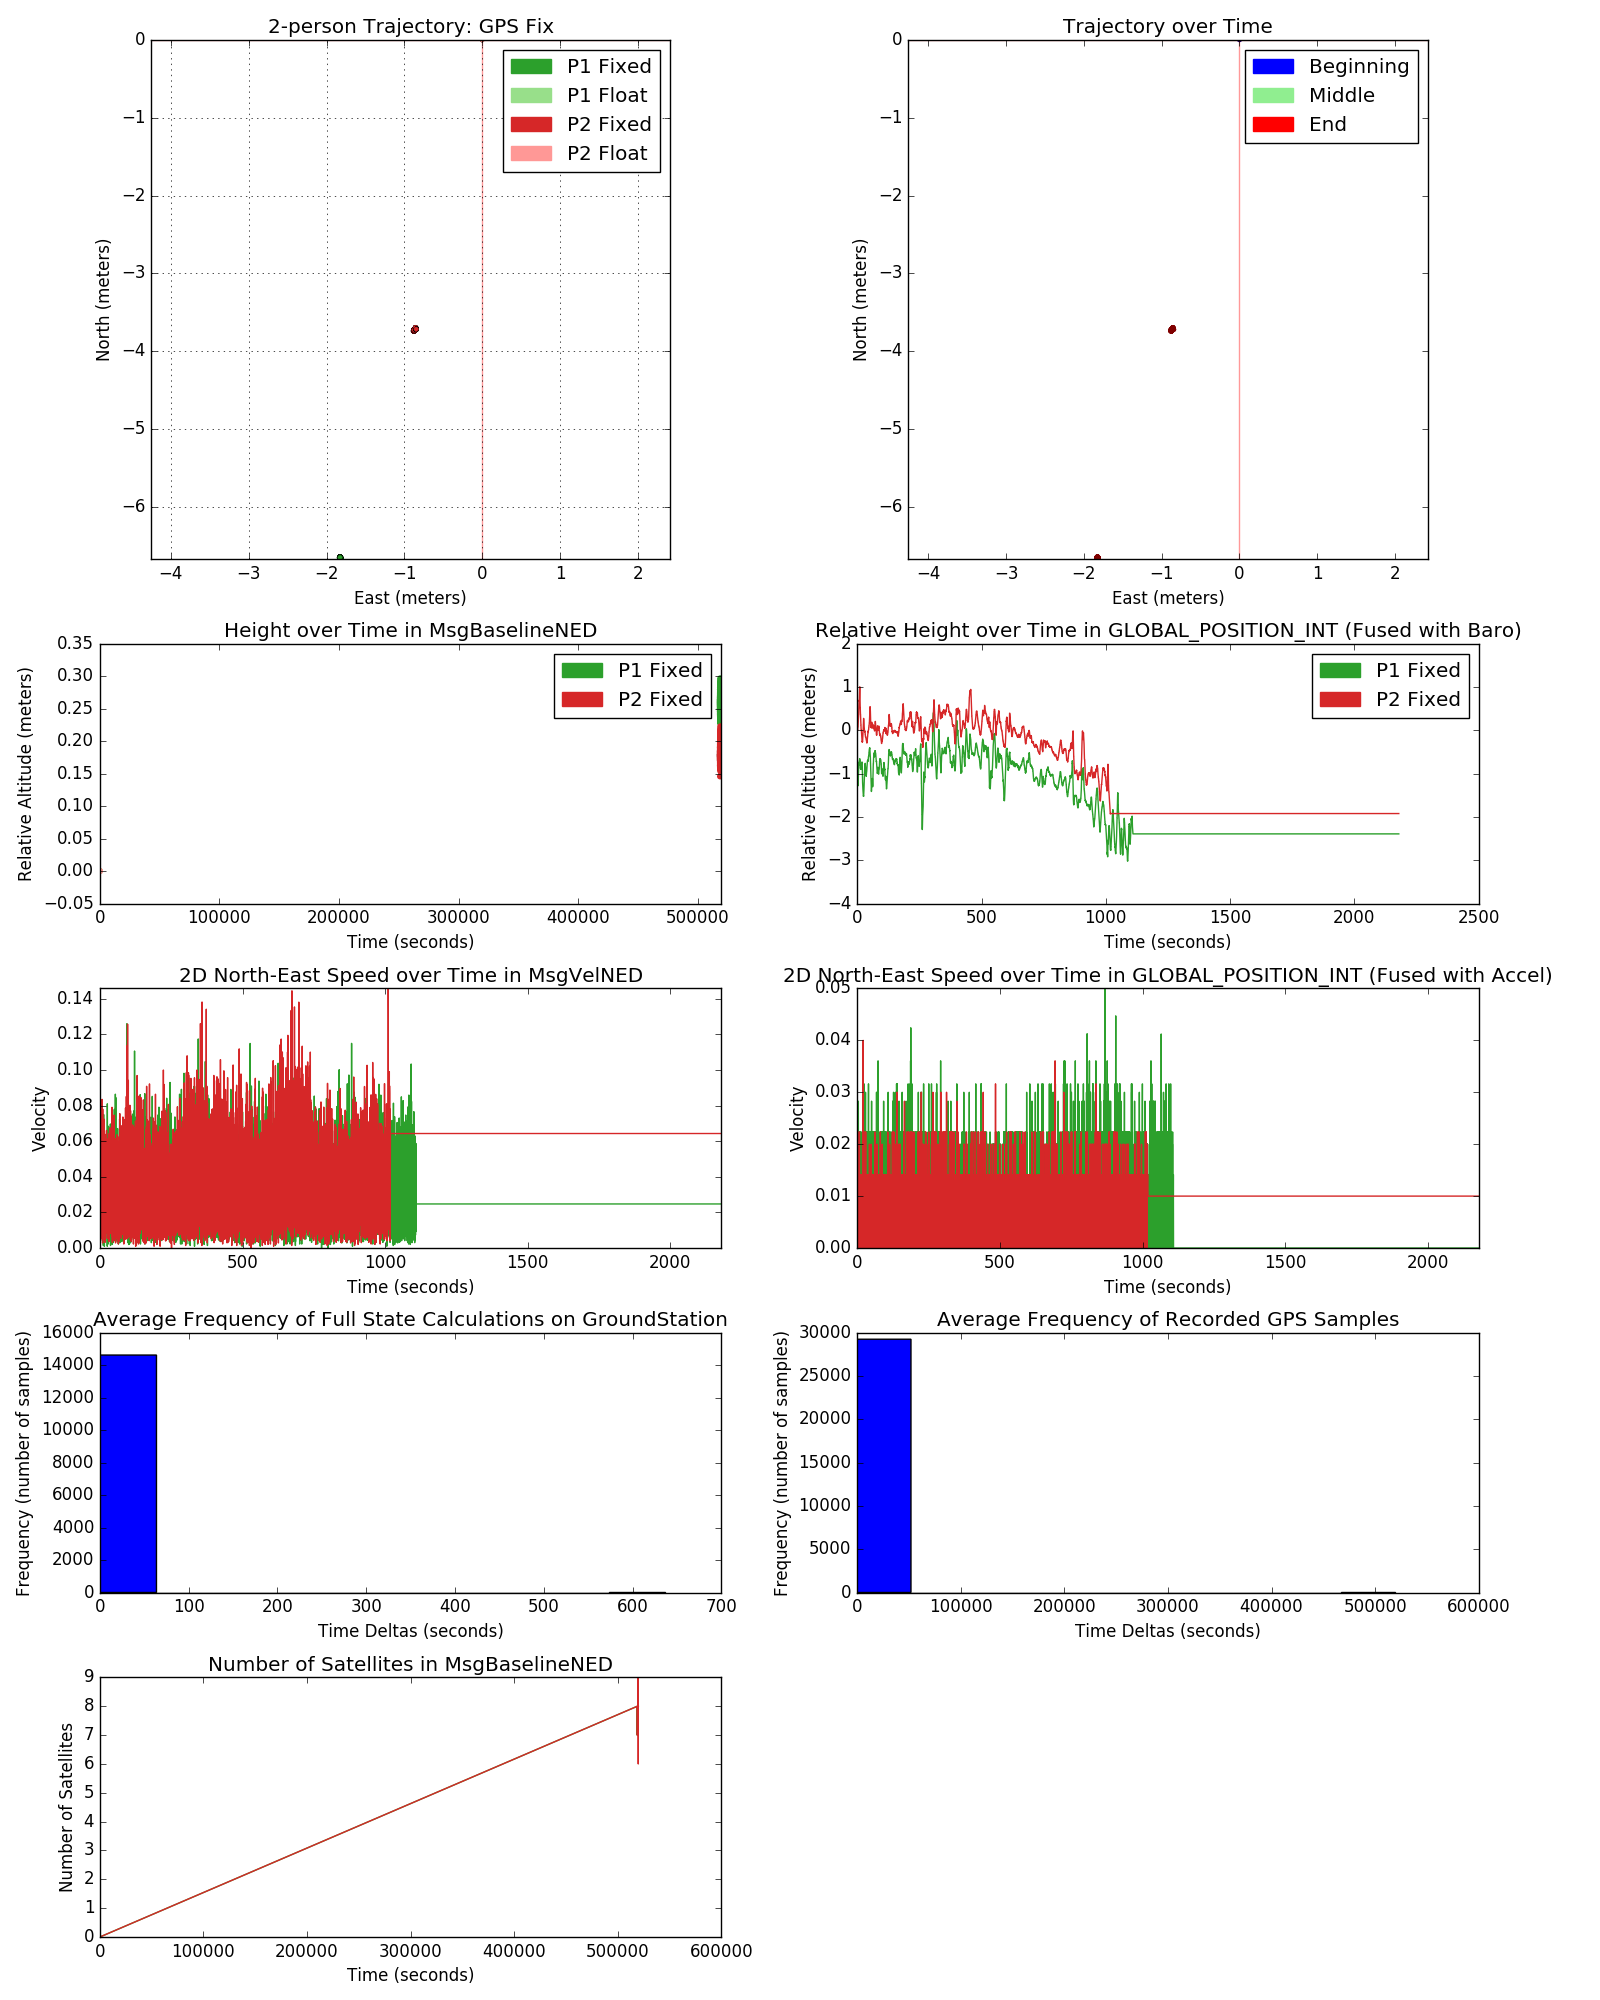 2-person Trajectory: GPS Fix
0
−1
−2
−3
−4
−5
−6
North (meters)
P1 Fixed
P1 Float
P2 Fixed
P2 Float
−4 −3 −2 −1 0 1 2
East (meters)
Trajectory over Time
0
−1
−2
−3
−4
−5
−6
North (meters)
Beginning
Middle
End
−4 −3 −2 −1 0 1 2
East (meters)
Height over Time in MsgBaselineNED
0.35
0.30
0.25
0.20
0.15
0.10
0.05
0.00
−0.05
Relative Altitude (meters)
P1 Fixed
P2 Fixed
0 100000 200000 300000 400000 500000
Time (seconds)
Relative Height over Time in GLOBAL_POSITION_INT (Fused with Baro)
2
1
0
−1
−2
−3
−4
Relative Altitude (meters)
P1 Fixed
P2 Fixed
0 500 1000 1500 2000 2500
Time (seconds)
2D North-East Speed over Time in MsgVelNED
0.14
0.12
0.10
0.08
0.06
0.04
0.02
0.00
Velocity
0 500 1000 1500 2000
Time (seconds)
2D North-East Speed over Time in GLOBAL_POSITION_INT (Fused with Accel)
0.05
0.04
0.03
0.02
0.01
0.00
Velocity
0 500 1000 1500 2000
Time (seconds)
Average Frequency of Full State Calculations on GroundStation
16000
14000
12000
10000
8000
6000
4000
2000
0
Frequency (number of samples)
0 100 200 300 400 500 600 700
Time Deltas (seconds)
Average Frequency of Recorded GPS Samples
30000
25000
20000
15000
10000
5000
0
Frequency (number of samples)
0 100000 200000 300000 400000 500000 600000
Time Deltas (seconds)
Number of Satellites in MsgBaselineNED
9
8
7
6
5
4
3
2
1
0
Number of Satellites
0 100000 200000 300000 400000 500000 600000
Time (seconds)